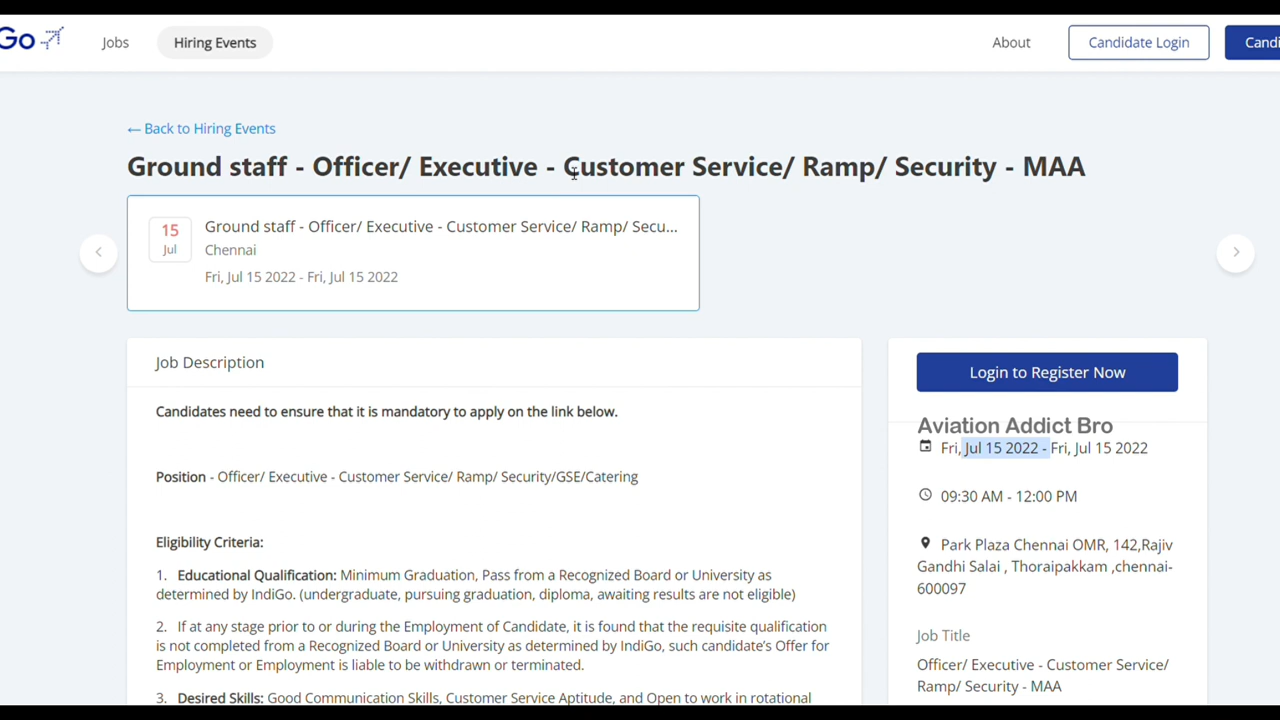 Go
Jobs
Hiring Events
About
Candidate Login
Candi
← Back to Hiring Events
Ground staff - Officer/ Executive - Customer Service/ Ramp/ Security - MAA
15
Jul
Ground staff - Officer/ Executive - Customer Service/ Ramp/ Secu...
Chennai
Fri, Jul 15 2022 - Fri, Jul 15 2022
Job Description
Candidates need to ensure that it is mandatory to apply on the link below.
Position - Officer/ Executive - Customer Service/ Ramp/ Security/GSE/Catering
Eligibility Criteria:
1. Educational Qualification: Minimum Graduation, Pass from a Recognized Board or University as
determined by IndiGo. (undergraduate, pursuing graduation, diploma, awaiting results are not eligible)
2. If at any stage prior to or during the Employment of Candidate, it is found that the requisite qualification
is not completed from a Recognized Board or University as determined by IndiGo, such candidate's Offer for
Employment or Employment is liable to be withdrawn or terminated.
3. Desired Skills: Good Communication Skills, Customer Service Aptitude, and Open to work in rotational
Login to Register Now
Aviation Addict Bro
Fri, Jul 15 2022 - Fri, Jul 15 2022
09:30 AM - 12:00 PM
Park Plaza Chennai OMR, 142,Rajiv
Gandhi Salai , Thoraipakkam ,chennai-
600097
Job Title
Officer/ Executive - Customer Service/
Ramp/ Security - MAA